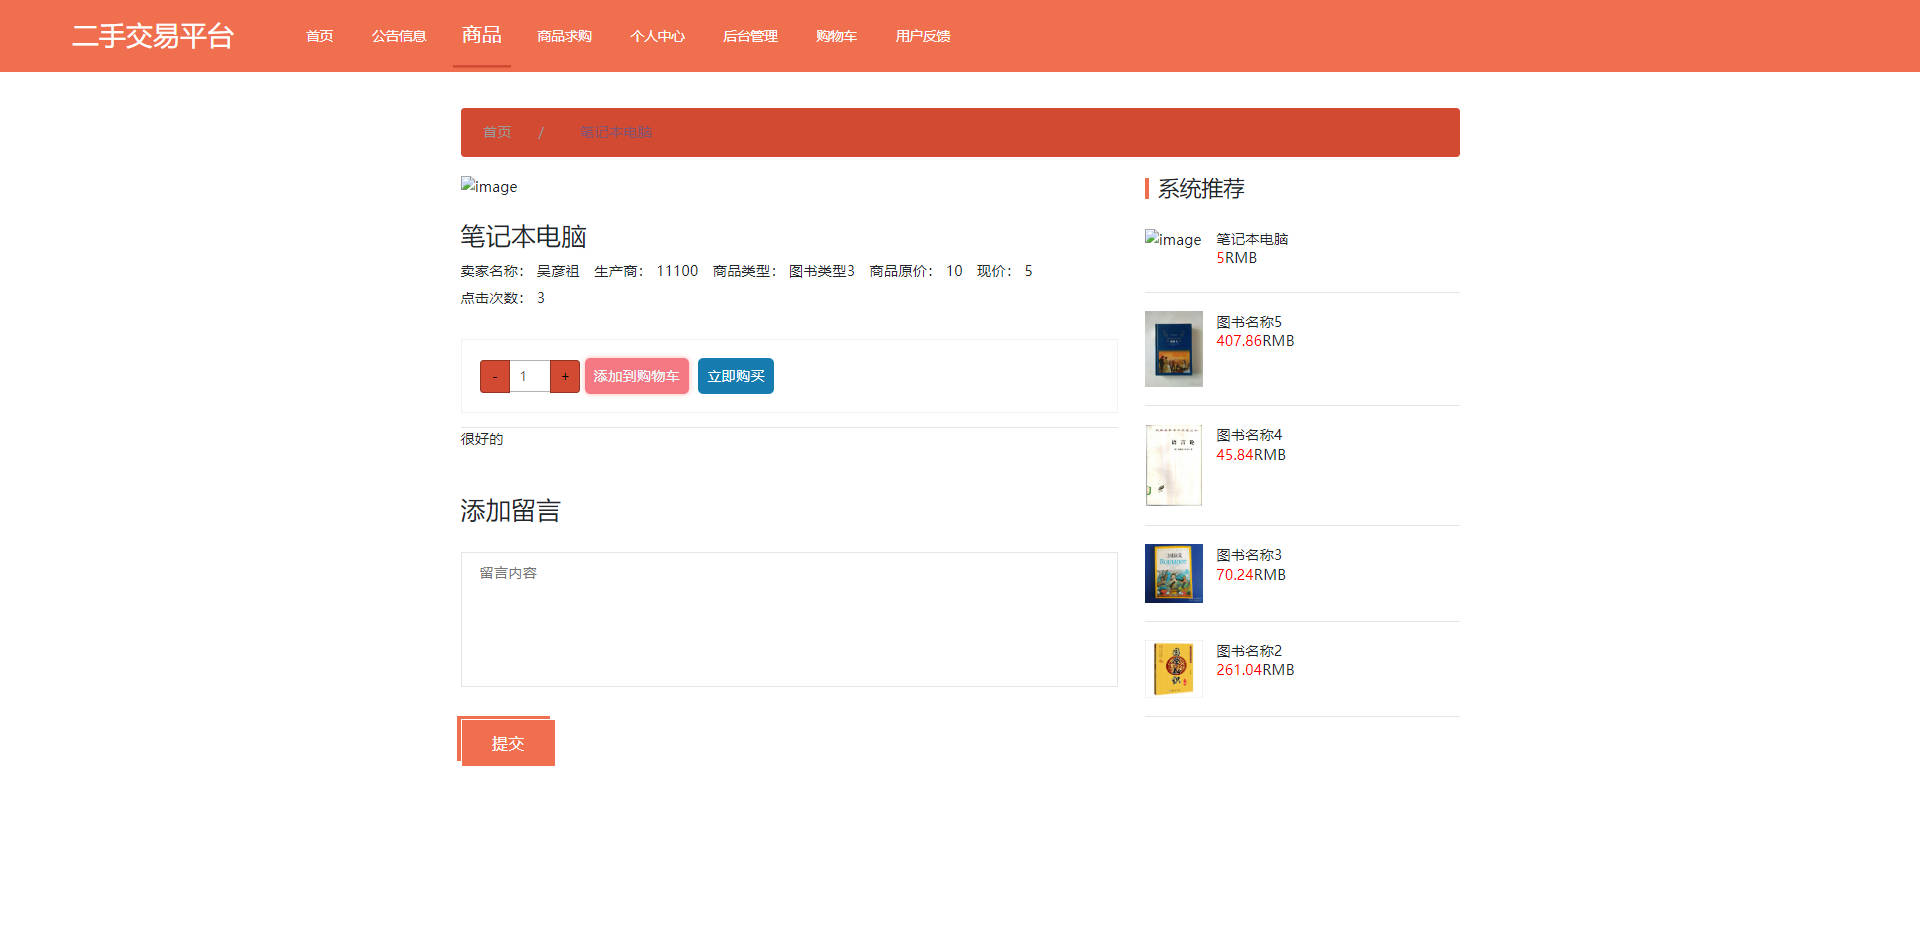 二手交易平台
首页 公告信息 商品 商品求购 个人中心 后台管理 购物车 用户反馈
首页 / 笔记本电脑
image
笔记本电脑
卖家名称： 吴彦祖 生产商： 11100 商品类型： 图书类型3 商品原价： 10 现价： 5
点击次数： 3
- 1 + 添加到购物车 立即购买
很好的
添加留言
留言内容
提交
系统推荐
image
笔记本电脑
5RMB
图书名称5
407.86RMB
图书名称4
45.84RMB
语言论
图书名称3
70.24RMB
图书名称2
261.04RMB